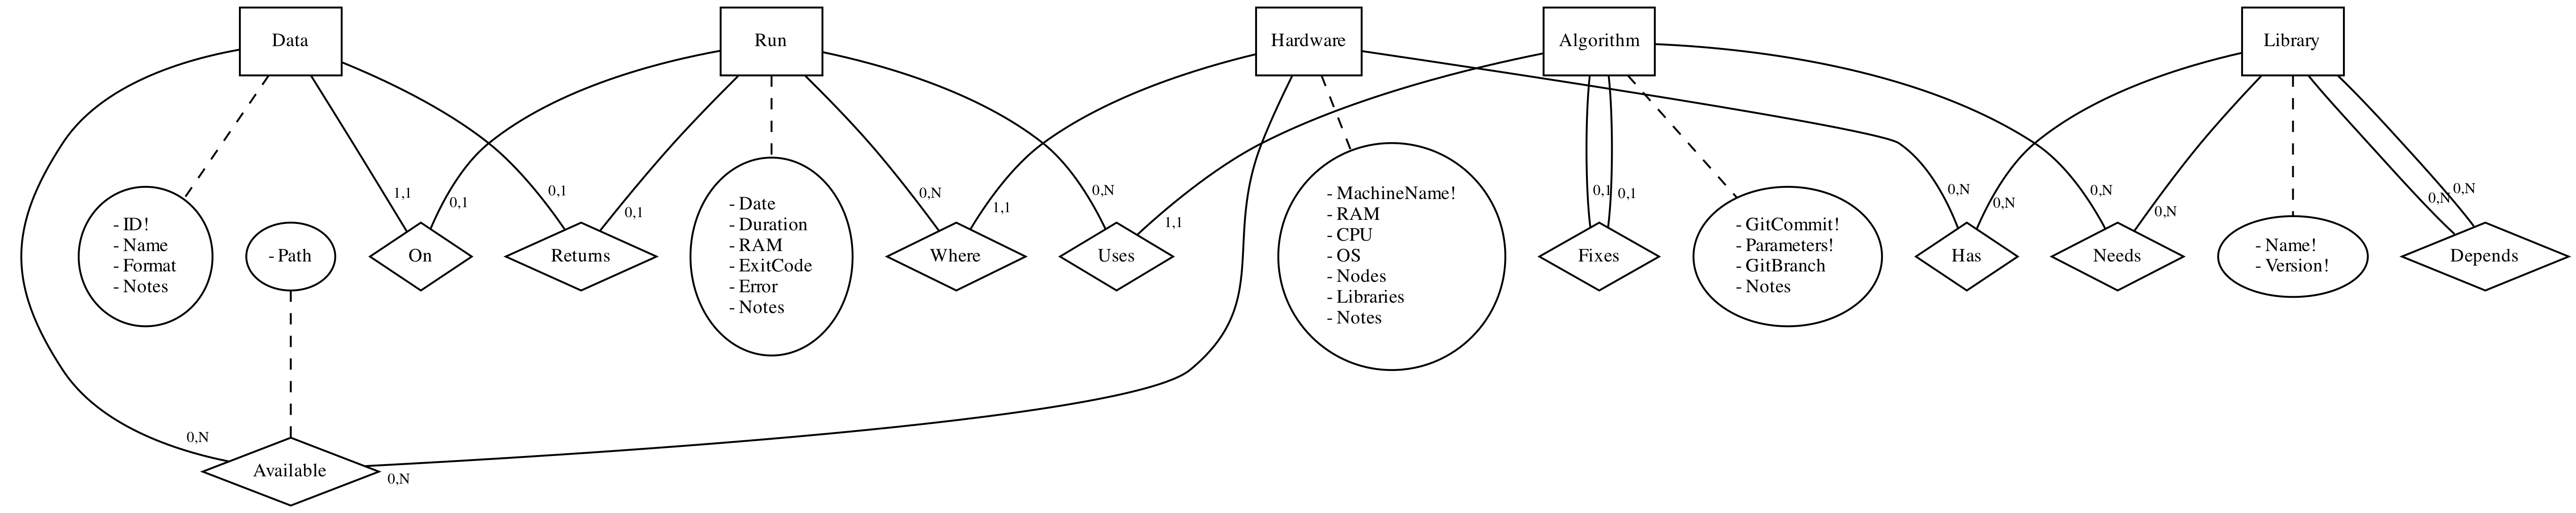 Data
Run
Hardware
Algorithm
Library
- ID!
- Name
- Format
- Notes
- Path
1,1
0,1
On
0,1
0,1
Returns
- Date
- Duration
- RAM
- ExitCode
- Error
- Notes
0,N
1,1
Where
0,N
1,1
Uses
- MachineName!
- RAM
- CPU
- OS
- Nodes
- Libraries
- Notes
0,1
0,1
Fixes
- GitCommit!
- Parameters!
- GitBranch
- Notes
0,N
0,N
Has
0,N
0,N
Needs
- Name!
- Version!
0,N
0,N
Depends
0,N
Available
0,N